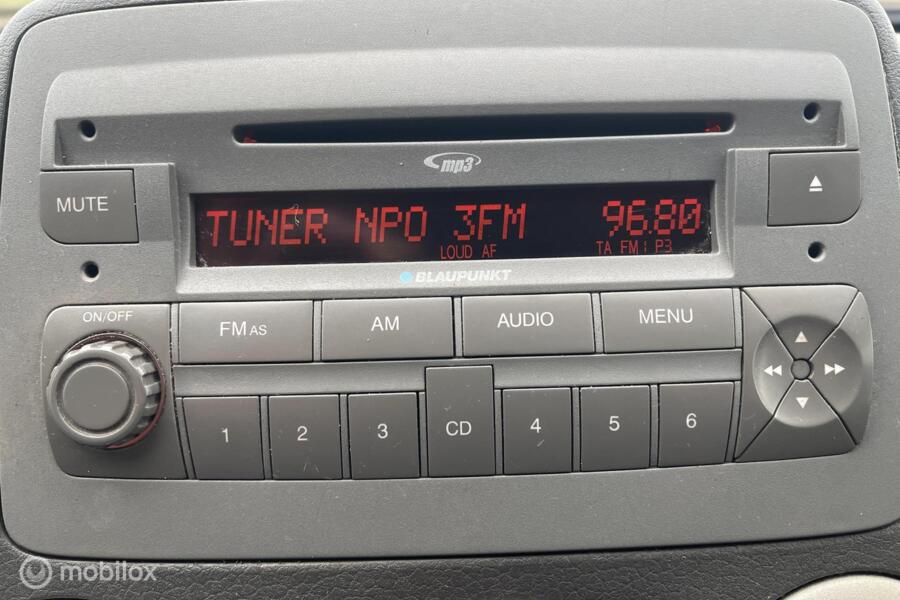 mp3
MUTE
TUNER NPO 3FM 96.80
LOUD AF TA FM1 P3
BLAUPUNKT
ON/OFF
FM AS AM AUDIO MENU
1 2 3 CD 4 5 6
mobilox